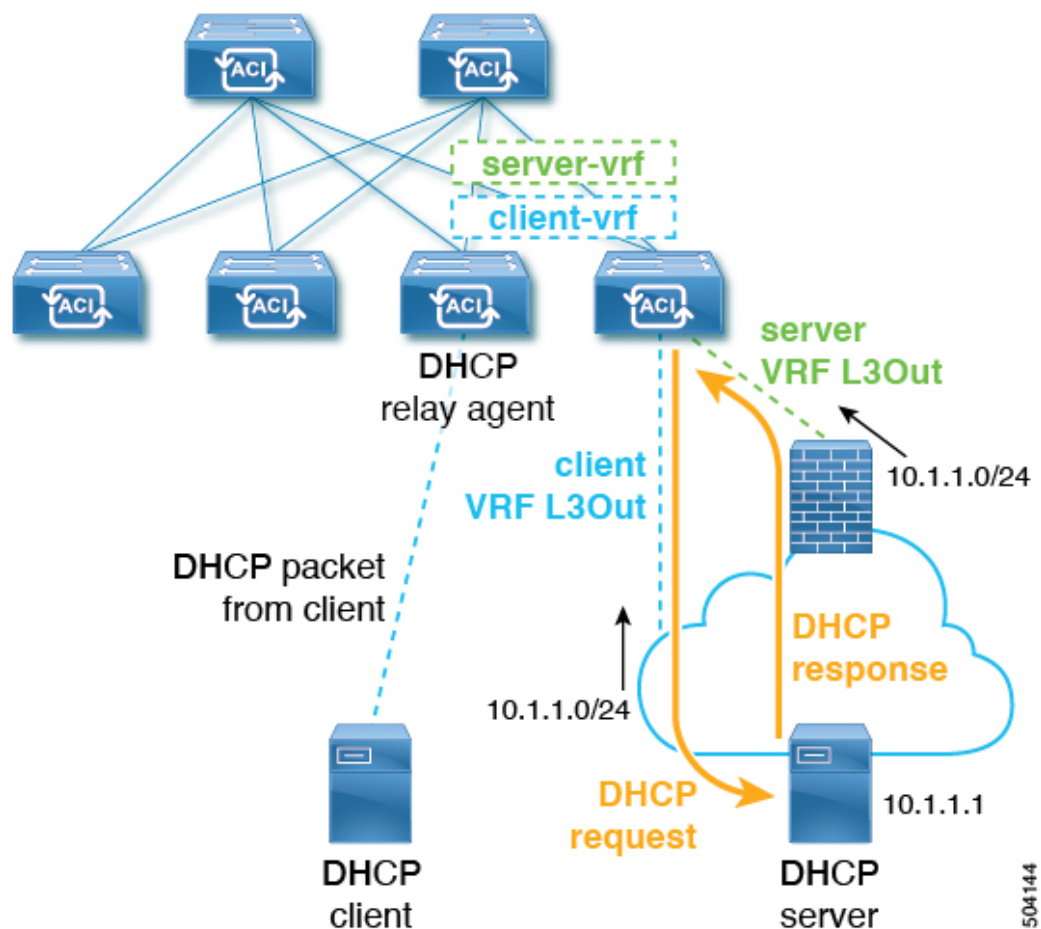 ACI
ACI
server-vrf
client-vrf
ACI
ACI
ACI
ACI
DHCP
relay agent
server
VRF L3Out
10.1.1.0/24
client
VRF L3Out
DHCP packet
from client
DHCP
response
10.1.1.0/24
DHCP
request
10.1.1.1
DHCP
client
DHCP
server
504144